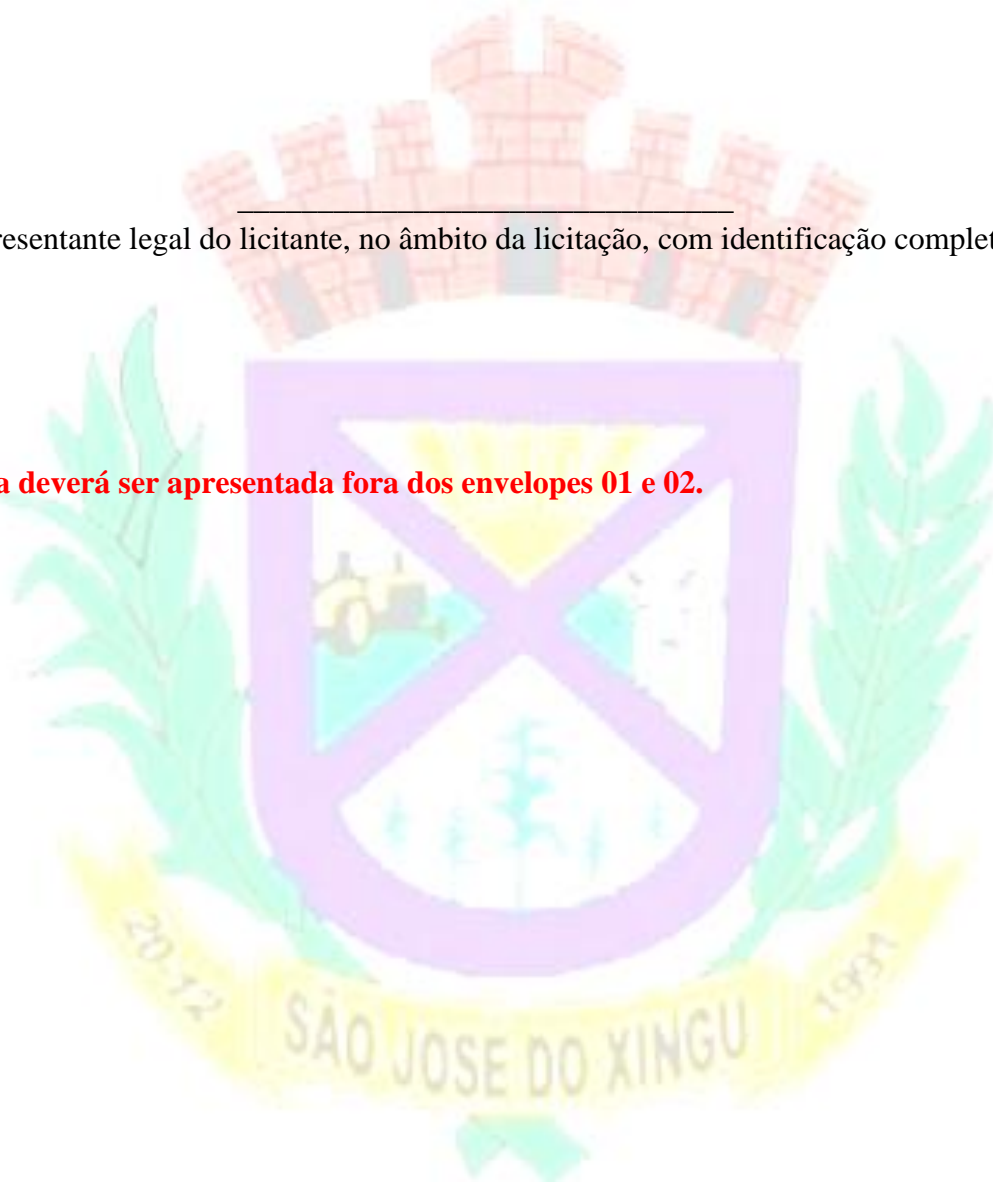 _______________________________
resentante legal do licitante, no âmbito da licitação, com identificação complet
a deverá ser apresentada fora dos envelopes 01 e 02.
20-12 SÃO JOSE DO XINGU